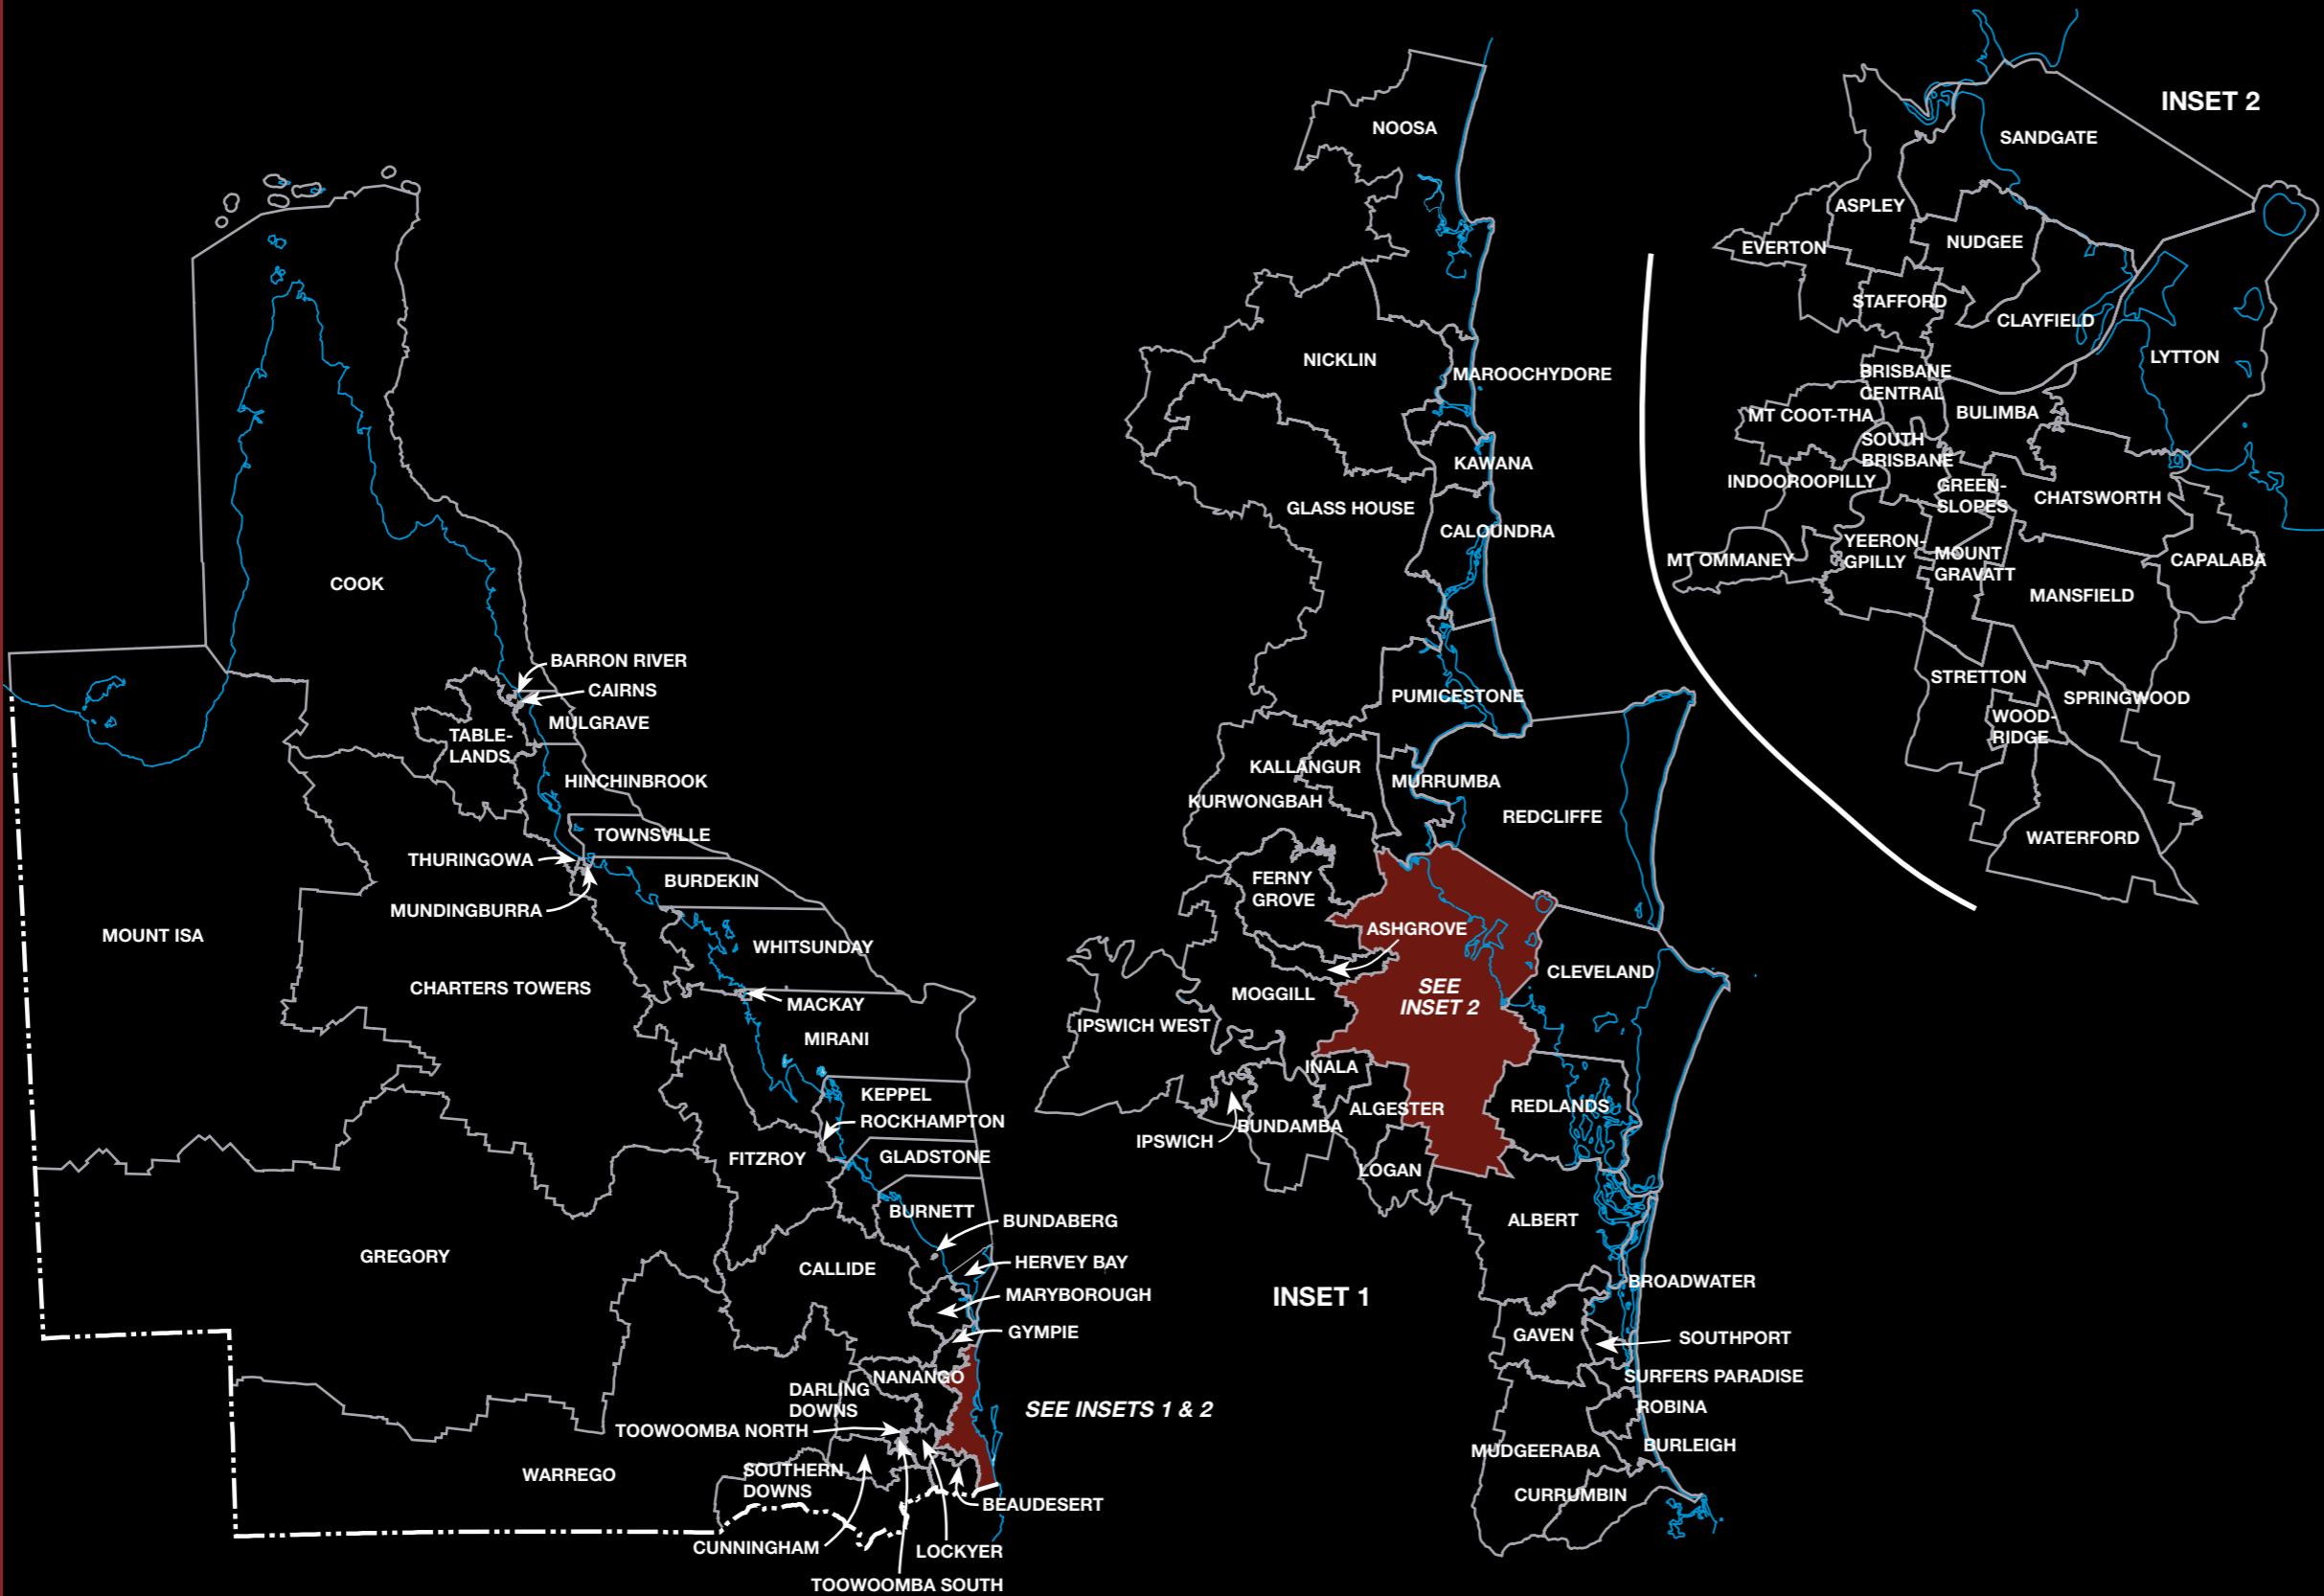 COOK
BARRON RIVER
CAIRNS
MULGRAVE
TABLE-
LANDS
HINCHINBROOK
TOWNSVILLE
THURINGOWA
BURDEKIN
MUNDINGBURRA
MOUNT ISA
WHITSUNDAY
CHARTERS TOWERS
MACKAY
MIRANI
KEPPEL
ROCKHAMPTON
FITZROY
GLADSTONE
BURNETT
BUNDABERG
GREGORY
CALLIDE
HERVEY BAY
MARYBOROUGH
GYMPIE
NANANGO
DARLING
DOWNS
SEE INSETS 1 & 2
TOOWOOMBA NORTH
WARREGO
SOUTHERN
DOWNS
BEAUDESERT
CUNNINGHAM
LOCKYER
TOOWOOMBA SOUTH
NOOSA
NICKLIN
MAROOCHYDORE
KAWANA
GLASS HOUSE
CALOUNDRA
PUMICESTONE
KALLANGUR
MURRUMBA
KURWONGBAH
REDCLIFFE
FERNY
GROVE
ASHGROVE
CLEVELAND
SEE
INSET 2
MOGGILL
IPSWICH WEST
INALA
ALGESTER
REDLANDS
BUNDAMBA
IPSWICH
LOGAN
ALBERT
BROADWATER
INSET 1
GAVEN
SOUTHPORT
SURFERS PARADISE
ROBINA
MUDGEERABA
BURLEIGH
CURRUMBIN
INSET 2
SANDGATE
ASPLEY
NUDGEE
EVERTON
STAFFORD
CLAYFIELD
LYTTON
BRISBANE
CENTRAL
MT COOT-THA
BULIMBA
SOUTH
BRISBANE
INDOOROOPILLY
GREEN-
SLOPES
CHATSWORTH
YEERON-
GPILLY
MOUNT
GRAVATT
MT OMMANEY
CAPALABA
MANSFIELD
STRETTON
SPRINGWOOD
WOOD-
RIDGE
WATERFORD